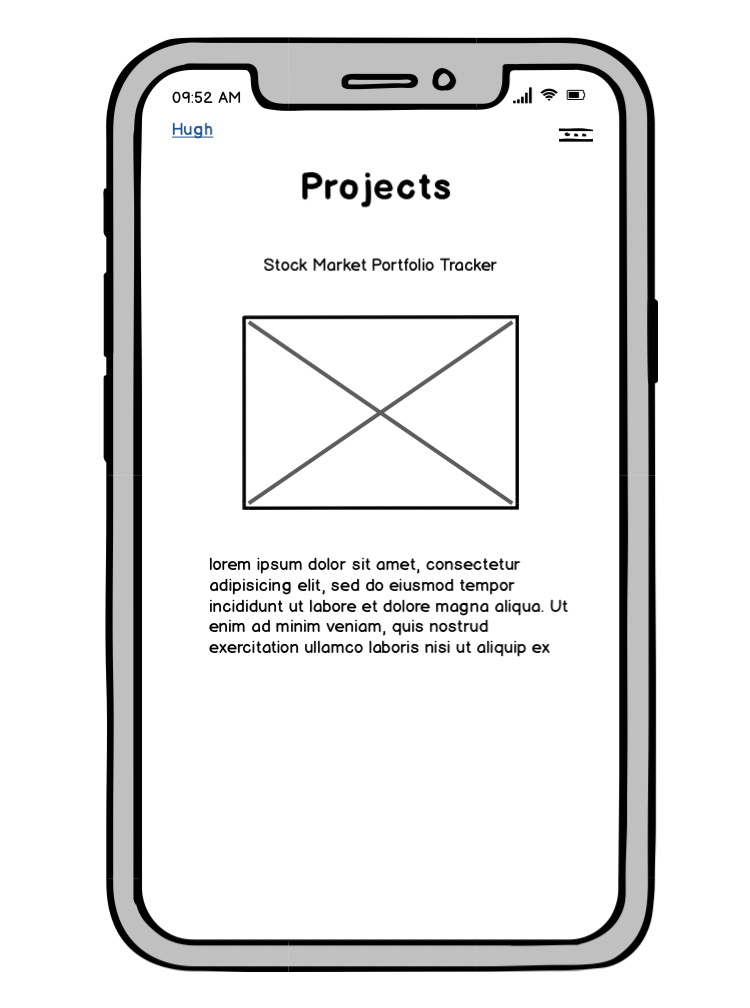 09:52 AM
Hugh
Projects
Stock Market Portfolio Tracker
lorem ipsum dolor sit amet, consectetur
adipisicing elit, sed do eiusmod tempor
incididunt ut labore et dolore magna aliqua. Ut
enim ad minim veniam, quis nostrud
exercitation ullamco laboris nisi ut aliquip ex